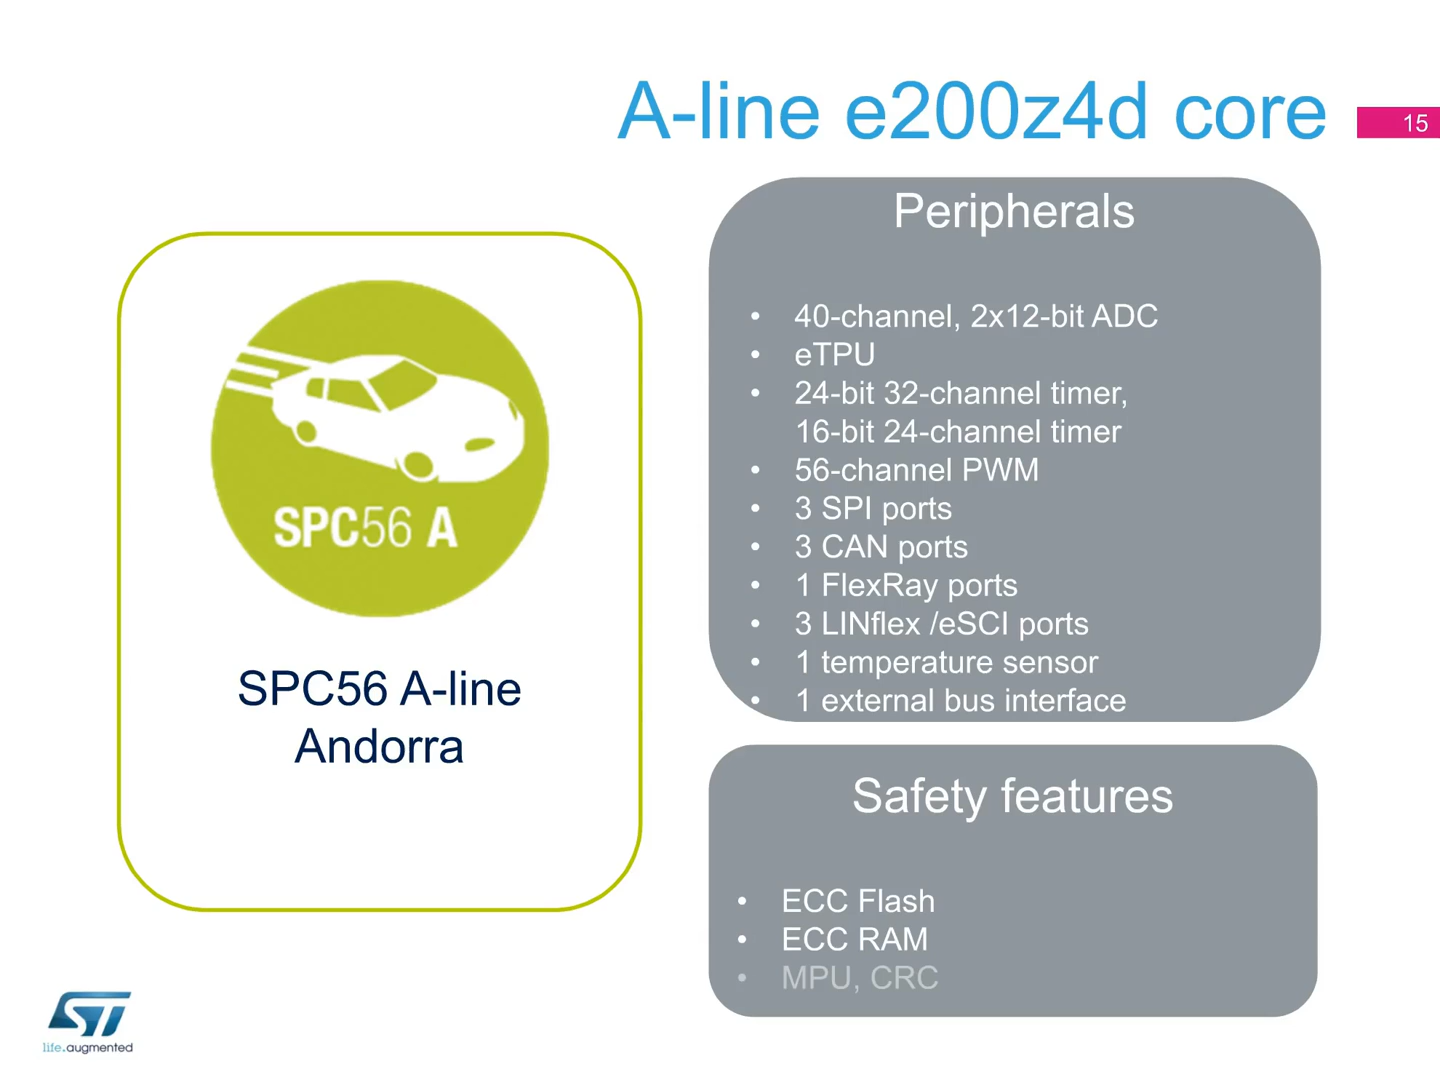 A-line e200z4d core
15
SPC56 A
SPC56 A-line
Andorra
Peripherals
• 40-channel, 2x12-bit ADC
• eTPU
• 24-bit 32-channel timer,
16-bit 24-channel timer
• 56-channel PWM
• 3 SPI ports
• 3 CAN ports
• 1 FlexRay ports
• 3 LINflex /eSCI ports
• 1 temperature sensor
• 1 external bus interface
Safety features
• ECC Flash
• ECC RAM
• MPU, CRC
ST
life.augmented